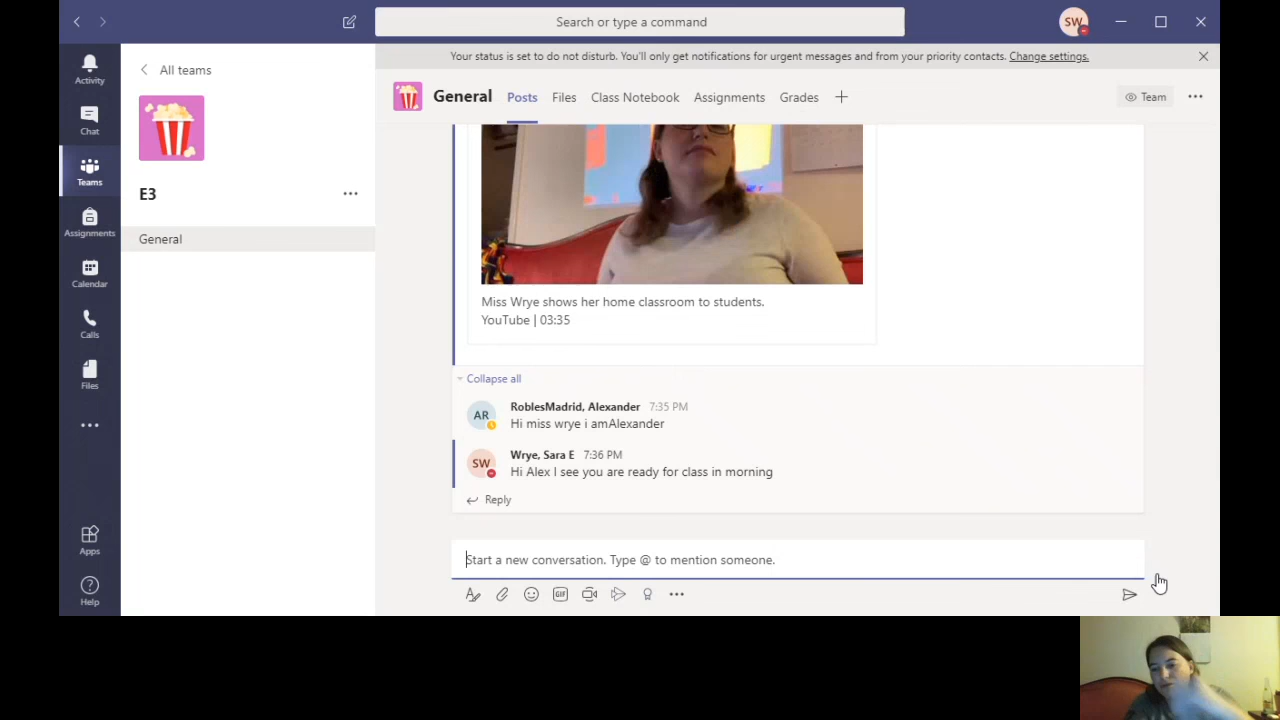 Search or type a command
SW
Your status is set to do not disturb. You'll only get notifications for urgent messages and from your priority contacts. Change settings.
Activity
Chat
Teams
Assignments
Calendar
Calls
Files
Apps
Help
All teams
E3
General
General Posts Files Class Notebook Assignments Grades
Team
Miss Wrye shows her home classroom to students.
YouTube | 03:35
Collapse all
AR
RoblesMadrid, Alexander 7:35 PM
Hi miss wrye i amAlexander
SW
Wrye, Sara E 7:36 PM
Hi Alex I see you are ready for class in morning
Reply
Start a new conversation. Type @ to mention someone.
GIF